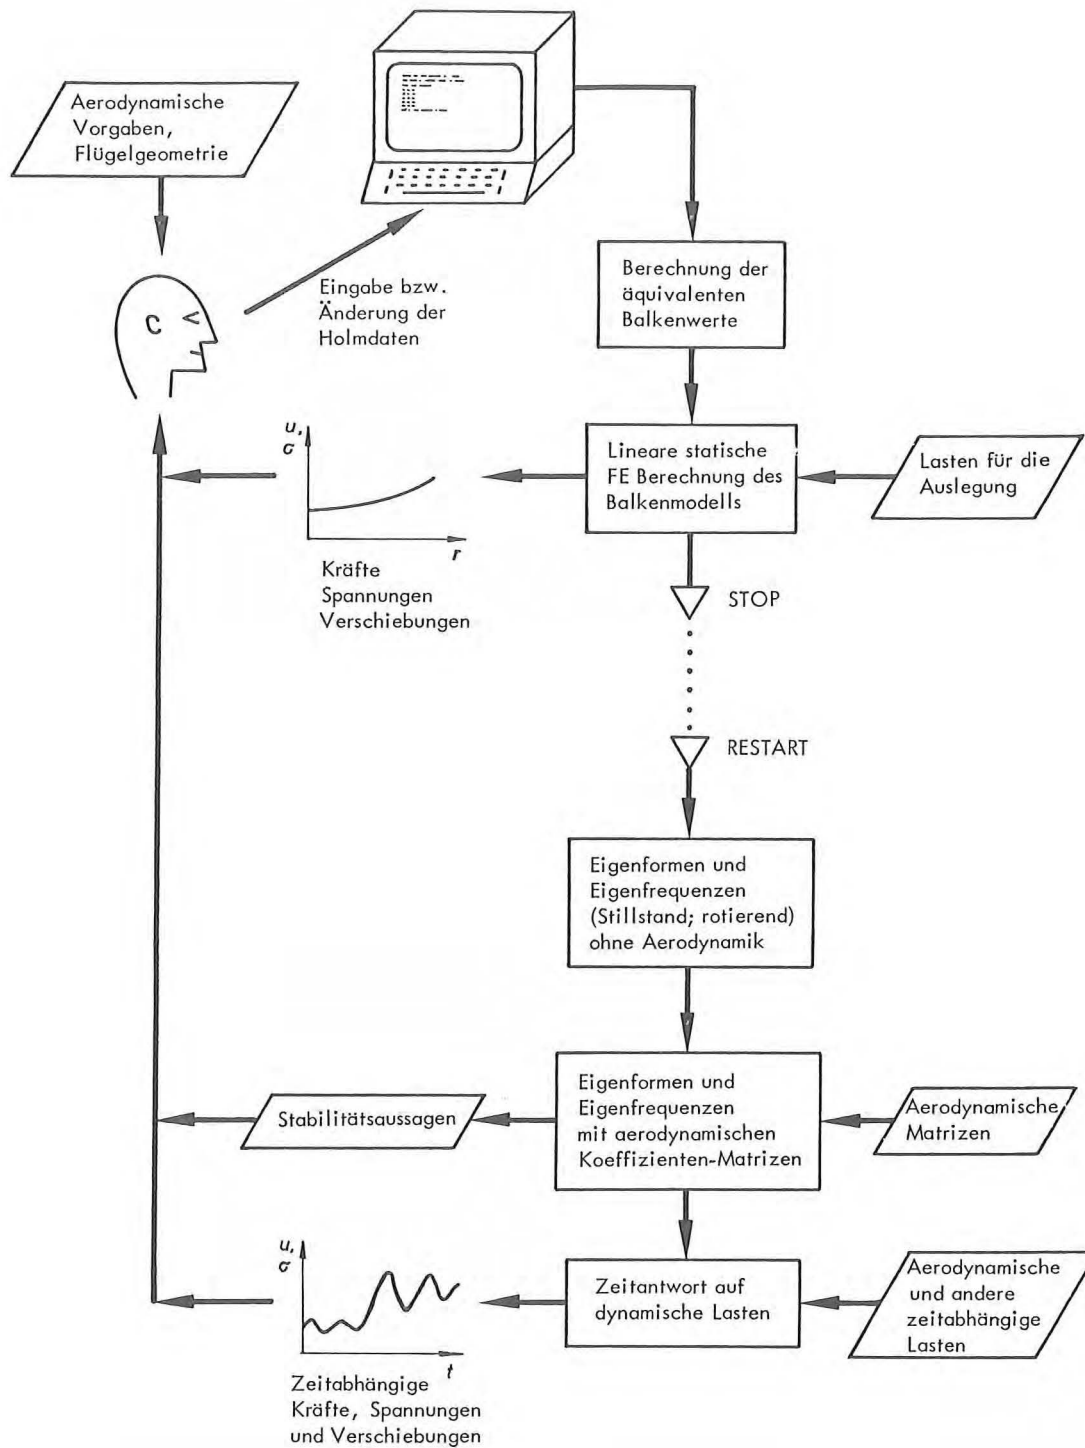 Aerodynamische
Vorgaben,
Flügelgeometrie
Eingabe bzw.
Änderung der
Holmdaten
Berechnung der
äquivalenten
Balkenwerte
u,
σ
r
Kräfte
Spannungen
Verschiebungen
Lineare statische
FE Berechnung des
Balkenmodells
Lasten für die
Auslegung
STOP
RESTART
Eigenformen und
Eigenfrequenzen
(Stillstand; rotierend)
ohne Aerodynamik
Stabilitätsaussagen
Eigenformen und
Eigenfrequenzen
mit aerodynamischen
Koeffizienten-Matrizen
Aerodynamische
Matrizen
u,
σ
t
Zeitabhängige
Kräfte, Spannungen
und Verschiebungen
Zeitantwort auf
dynamische Lasten
Aerodynamische
und andere
zeitabhängige
Lasten